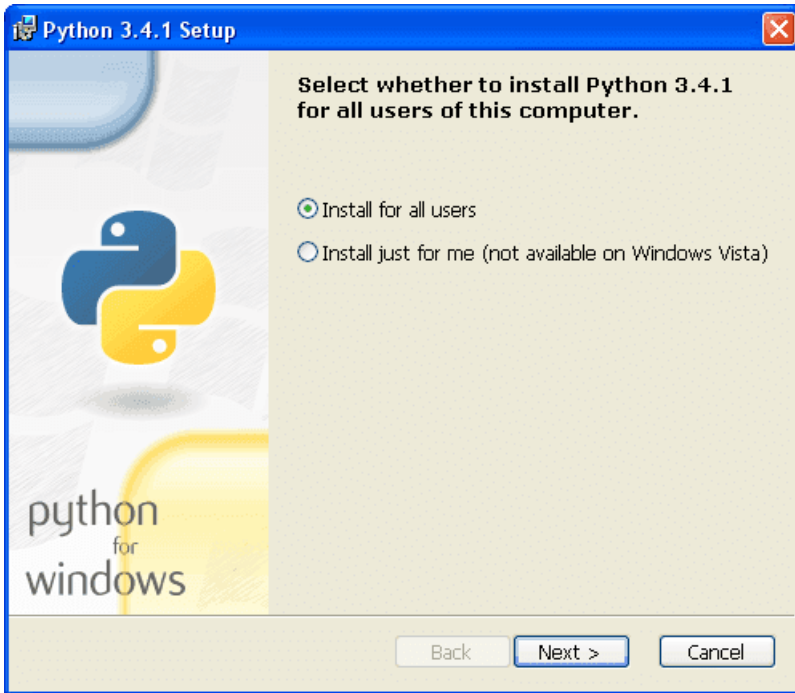 Python 3.4.1 Setup
Select whether to install Python 3.4.1
for all users of this computer.
Install for all users
Install just for me (not available on Windows Vista)
python
for
windows
Back
Next >
Cancel